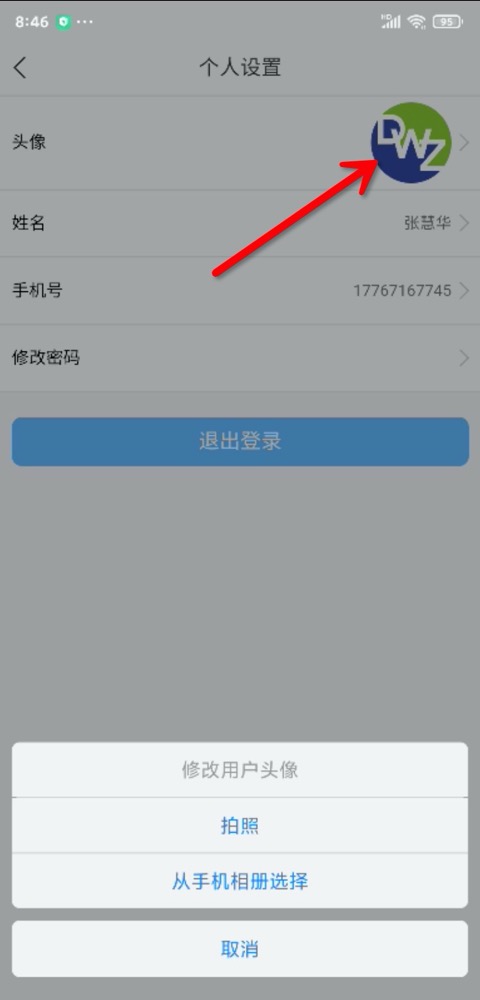 8:46
HD
95
个人设置
头像
DWZ
姓名
张慧华
手机号
17767167745
修改密码
退出登录
修改用户头像
拍照
从手机相册选择
取消